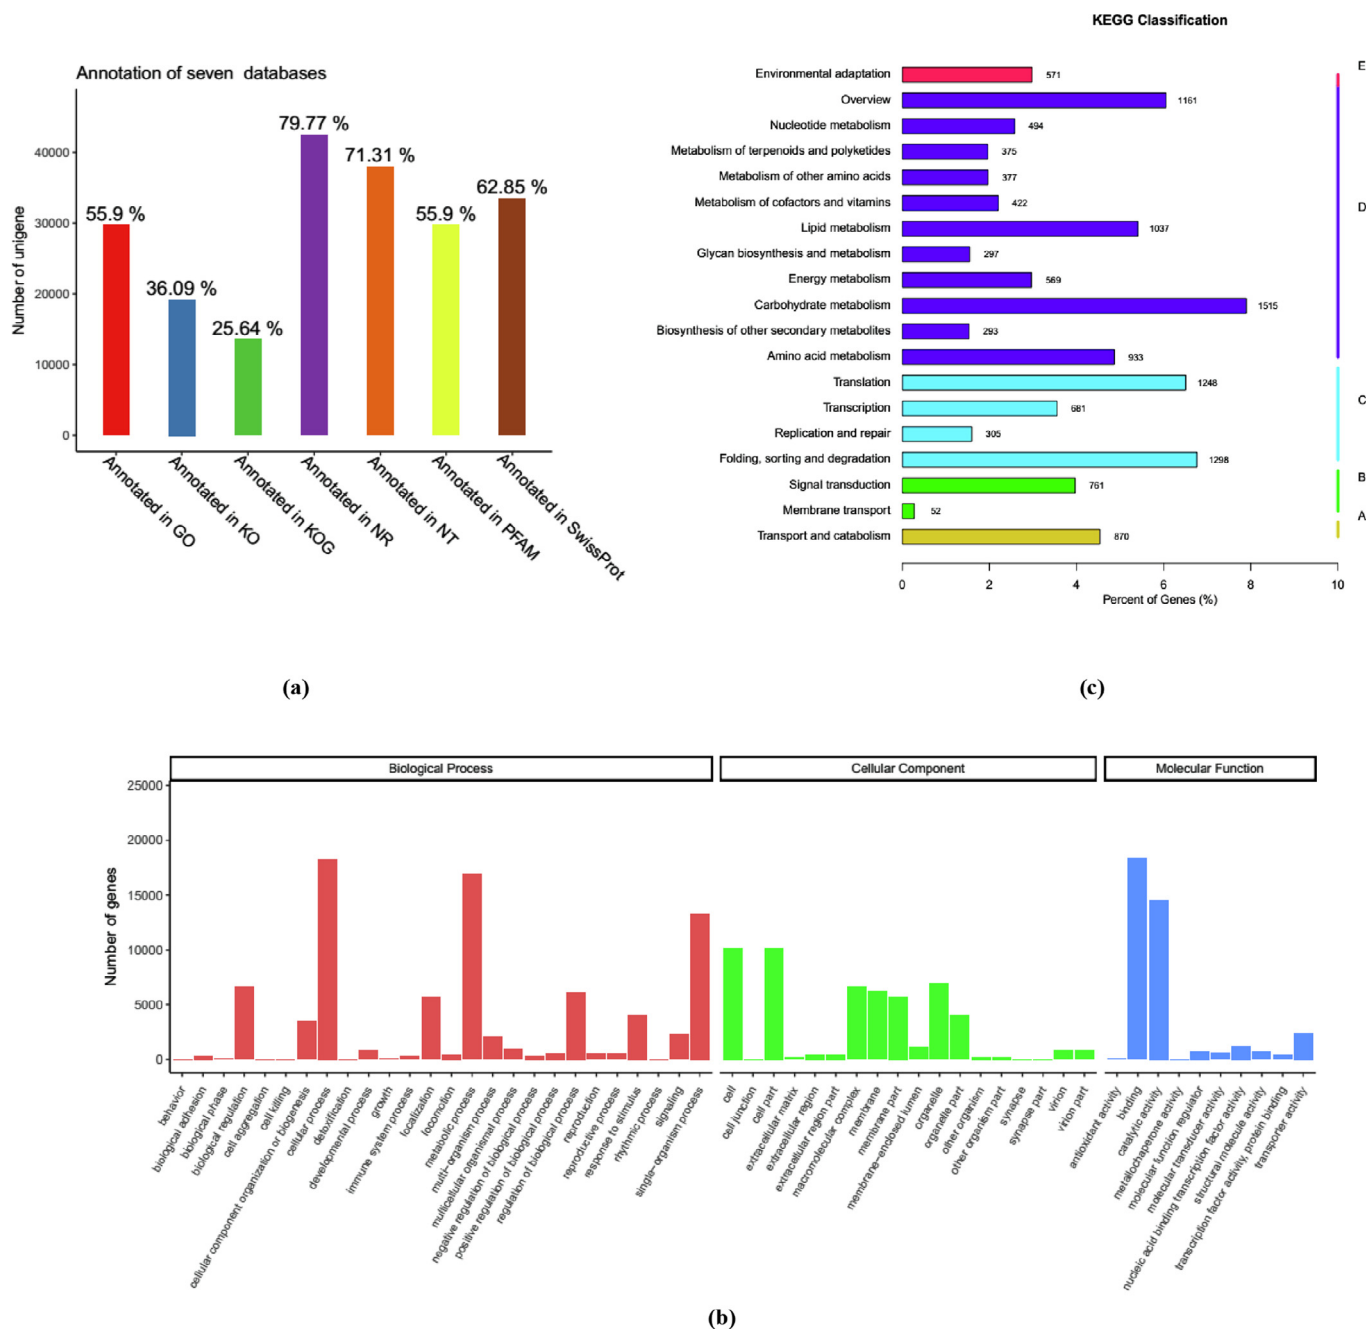 KEGG Classification
Annotation of seven databases
Number of unigene
0
10000
20000
30000
40000
55.9 %
36.09 %
25.64 %
79.77 %
71.31 %
55.9 %
62.85 %
Annotated in GO
Annotated in KO
Annotated in KOG
Annotated in NR
Annotated in NT
Annotated in PFAM
Annotated in SwissProt
(a)
Environmental adaptation 571
Overview 1161
Nucleotide metabolism 494
Metabolism of terpenoids and polyketides 375
Metabolism of other amino acids 377
Metabolism of cofactors and vitamins 422
Lipid metabolism 1037
Glycan biosynthesis and metabolism 297
Energy metabolism 569
Carbohydrate metabolism 1515
Biosynthesis of other secondary metabolites 293
Amino acid metabolism 933
Translation 1248
Transcription 681
Replication and repair 305
Folding, sorting and degradation 1298
Signal transduction 761
Membrane transport 52
Transport and catabolism 870
E
D
C
B
A
0 2 4 6 8 10
Percent of Genes (%)
(c)
Biological Process
Cellular Component
Molecular Function
Number of genes
25000
20000
15000
10000
5000
0
behavior
biological adhesion
biological phase
biological regulation
cell aggregation
cell killing
cellular component organization or biogenesis
cellular process
detoxification
developmental process
growth
immune system process
localization
locomotion
metabolic process
multi-organism process
multicellular organismal process
negative regulation of biological process
positive regulation of biological process
regulation of biological process
reproduction
reproductive process
response to stimulus
rhythmic process
signaling
single-organism process
cell
cell junction
cell part
extracellular matrix
extracellular region
extracellular region part
macromolecular complex
membrane
membrane part
membrane-enclosed lumen
organelle
organelle part
other organism
other organism part
synapse
synapse part
virion
virion part
antioxidant activity
binding
catalytic activity
metallochaperone activity
molecular function regulator
molecular transducer activity
nucleic acid binding transcription factor activity
structural molecule activity
transcription factor activity, protein binding
transporter activity
(b)